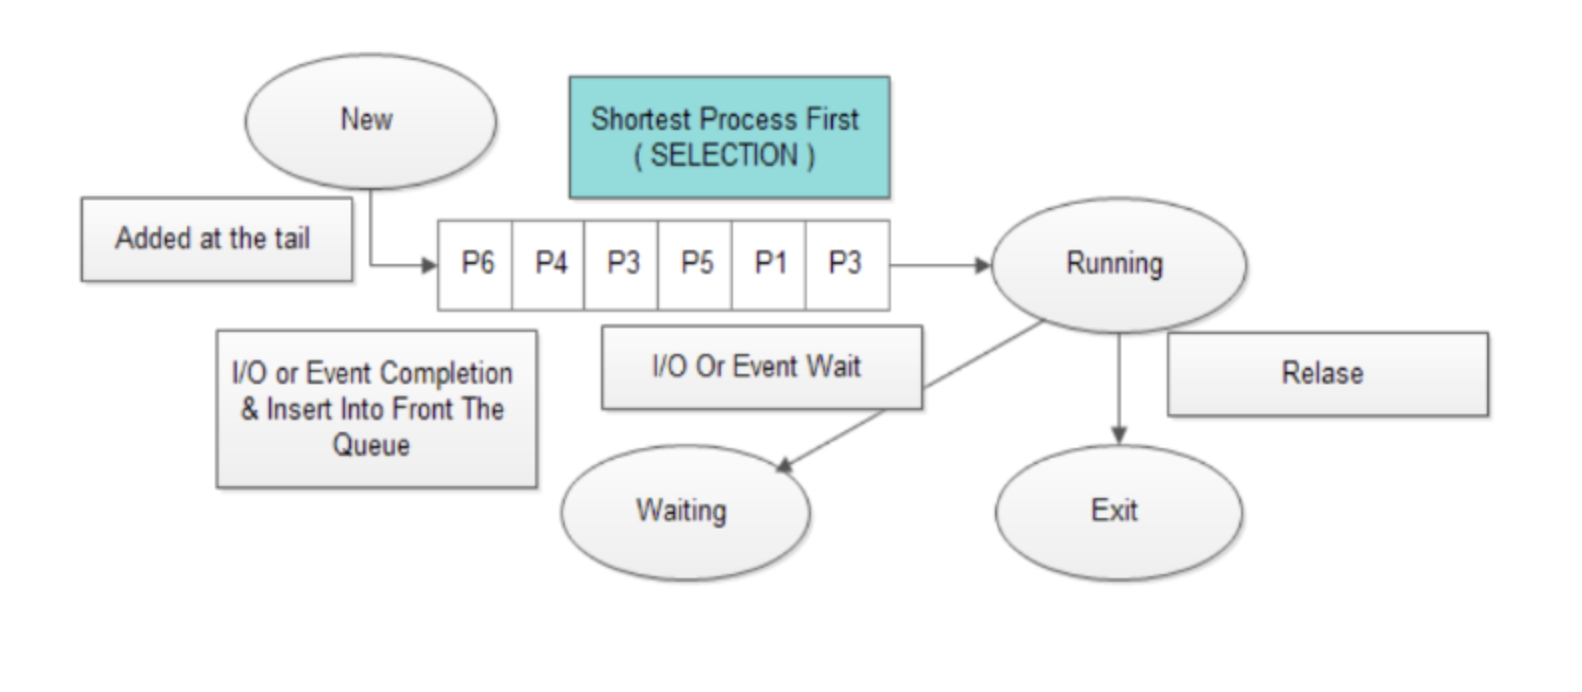 New
Shortest Process First
( SELECTION )
Added at the tail
P6 P4 P3 P5 P1 P3
Running
I/O or Event Completion
& Insert Into Front The
Queue
I/O Or Event Wait
Relase
Waiting
Exit